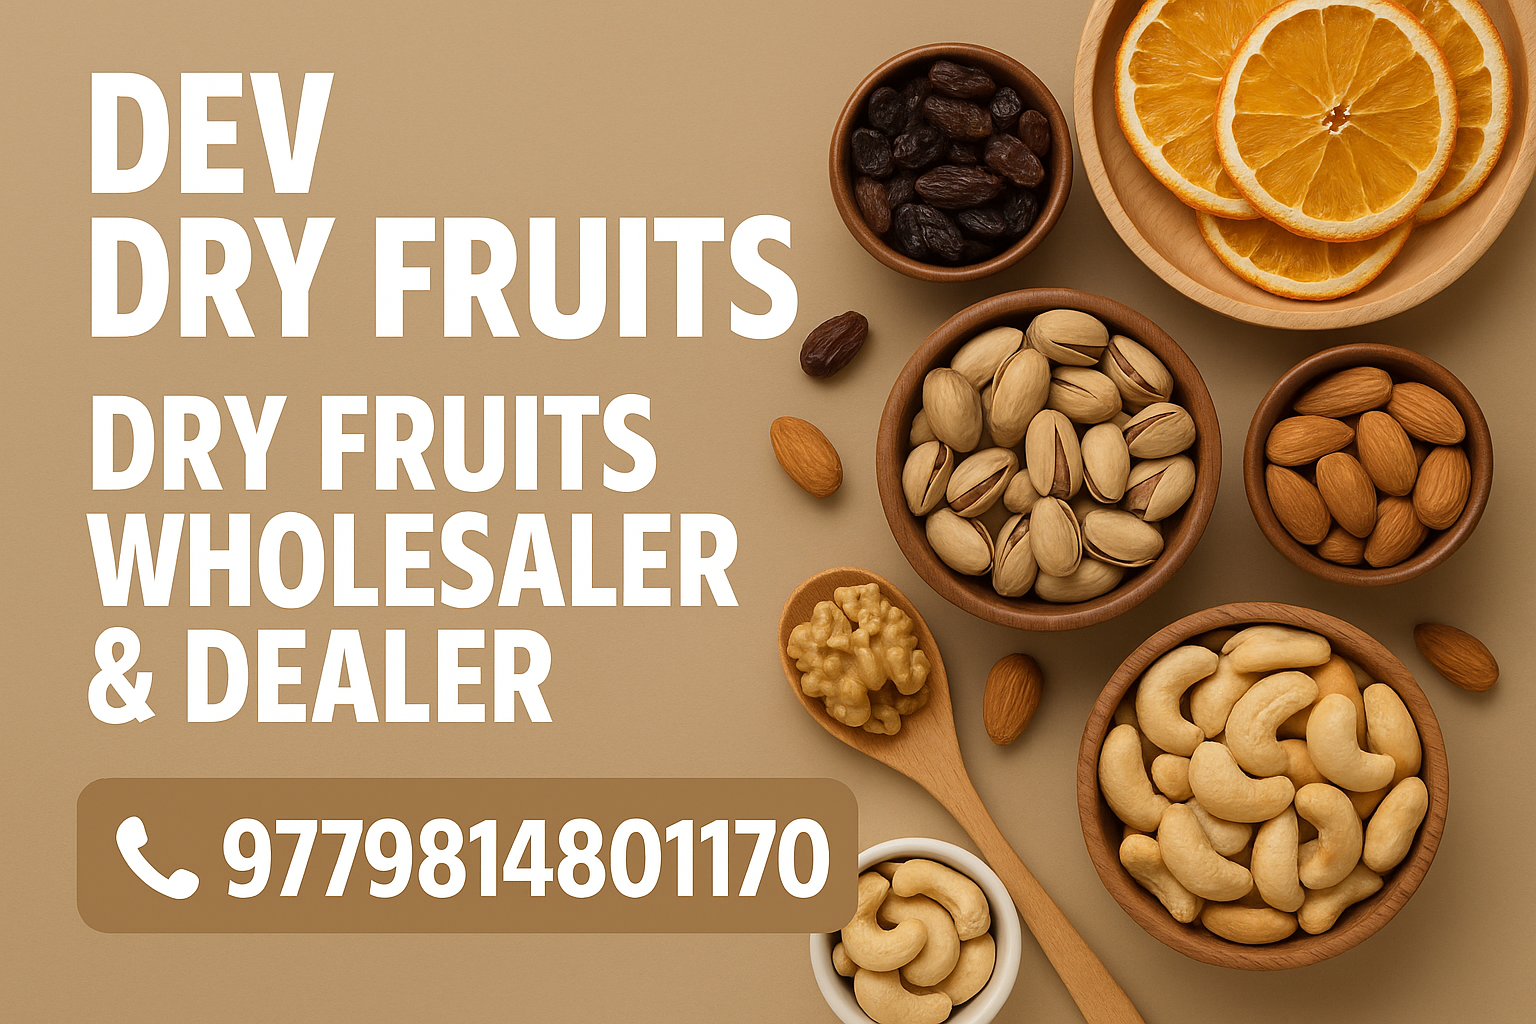 DEV
DRY FRUITS
DRY FRUITS
WHOLESALER
& DEALER
9779814801170